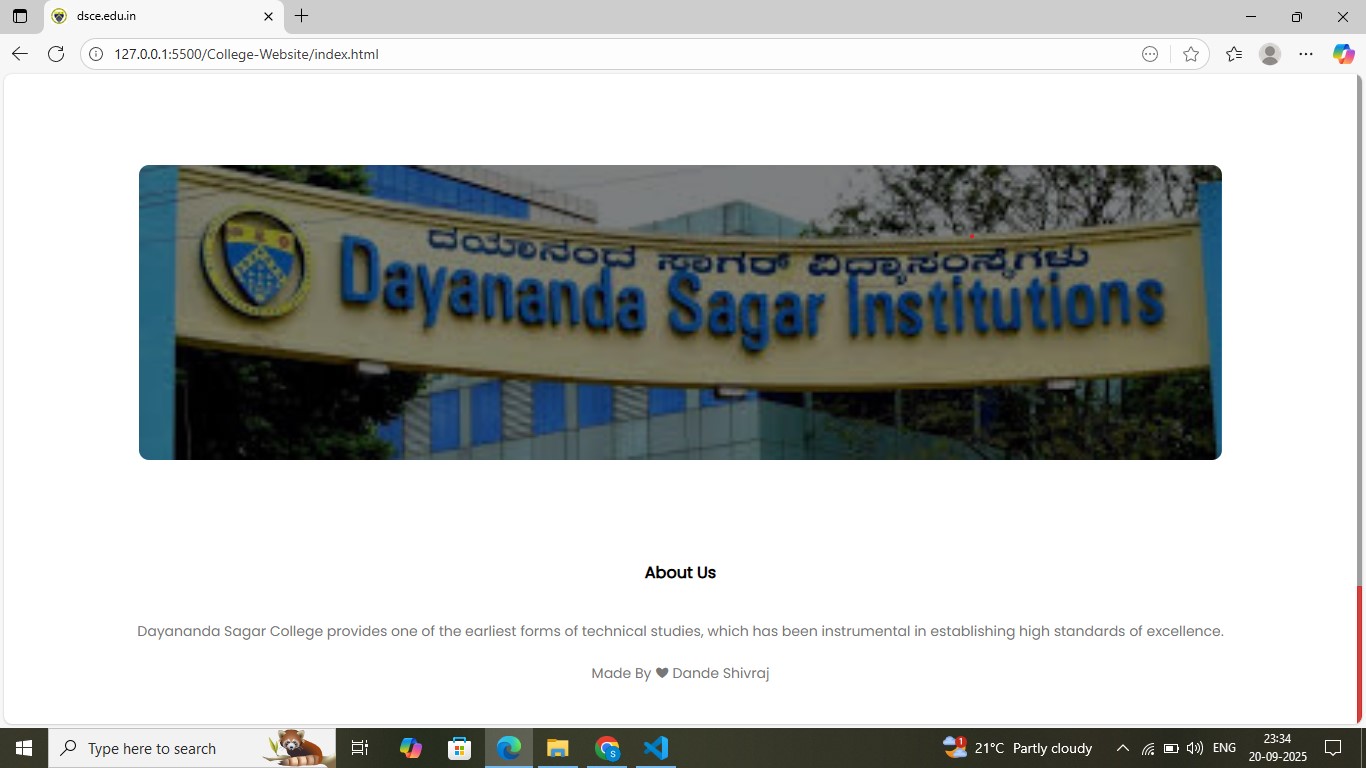 dsce.edu.in
127.0.0.1:5500/College-Website/index.html
ದಯಾನಂದ ಸಾಗರ್ ವಿದ್ಯಾಸಂಸ್ಥೆಗಳು
Dayananda Sagar Institutions
About Us
Dayananda Sagar College provides one of the earliest forms of technical studies, which has been instrumental in establishing high standards of excellence.
Made By ♥ Dande Shivraj
Type here to search
1
21°C Partly cloudy
ENG
23:34
20-09-2025